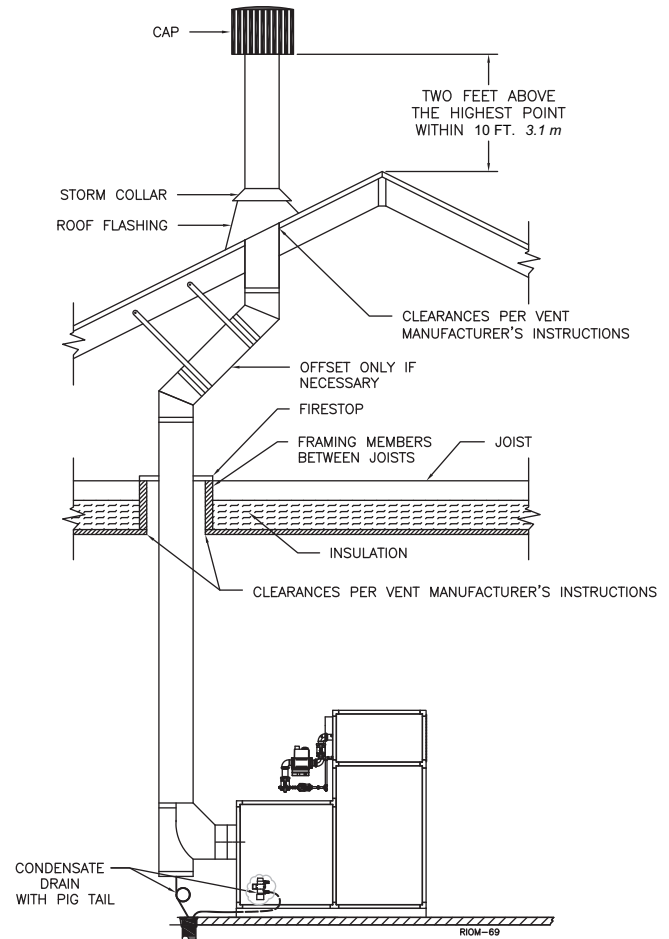 CAP
TWO FEET ABOVE
THE HIGHEST POINT
WITHIN 10 FT. 3.1 m
STORM COLLAR
ROOF FLASHING
CLEARANCES PER VENT
MANUFACTURER'S INSTRUCTIONS
OFFSET ONLY IF
NECESSARY
FIRESTOP
FRAMING MEMBERS
BETWEEN JOISTS
JOIST
INSULATION
CLEARANCES PER VENT MANUFACTURER'S INSTRUCTIONS
CONDENSATE
DRAIN
WITH PIG TAIL
RIOM-69